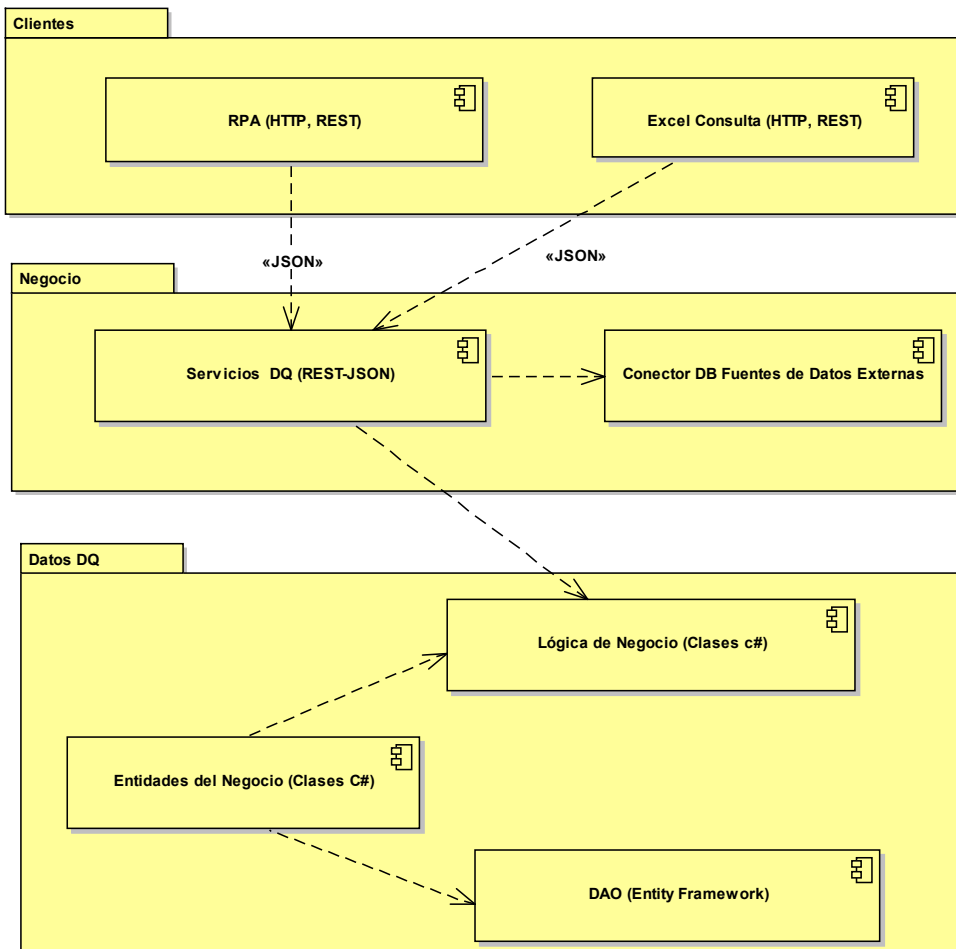 Clientes
RPA (HTTP, REST)
Excel Consulta (HTTP, REST)
«JSON»
«JSON»
Negocio
Servicios DQ (REST-JSON)
Conector DB Fuentes de Datos Externas
Datos DQ
Lógica de Negocio (Clases c#)
Entidades del Negocio (Clases C#)
DAO (Entity Framework)